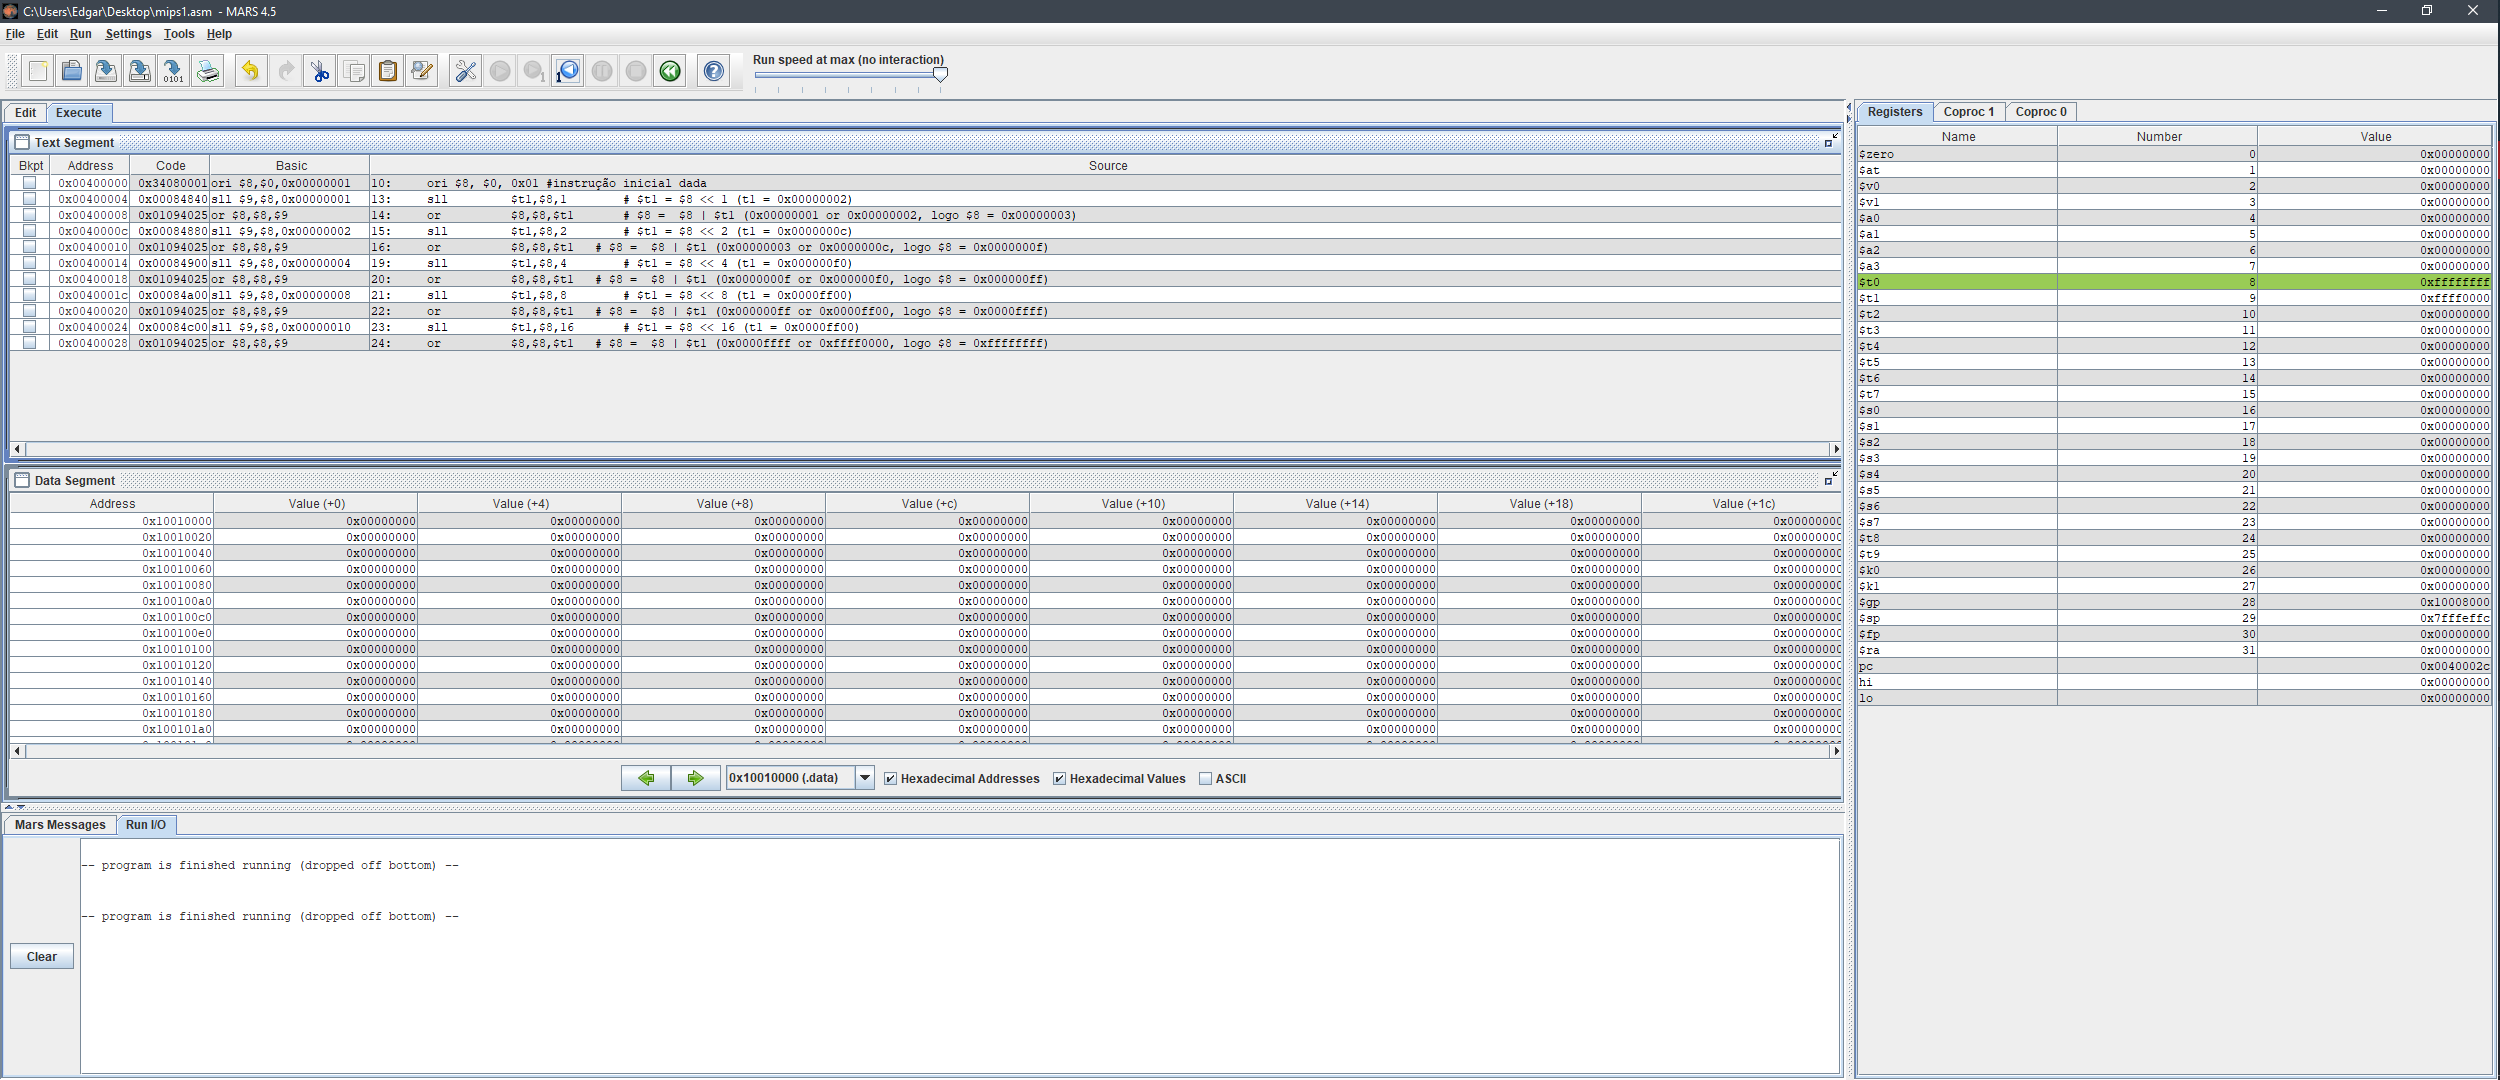 C:\Users\Edgar\Desktop\mips1.asm - MARS 4.5
File Edit Run Settings Tools Help
Run speed at max (no interaction)
Edit Execute
Text Segment
Bkpt Address Code Basic Source
0x00400000 0x34080001 ori $8,$0,0x00000001 10: ori $8, $0, 0x01 #instrução inicial dada
0x00400004 0x00084840 sll $9,$8,0x00000001 13: sll $t1,$8,1 # $t1 = $8 << 1 (t1 = 0x00000002)
0x00400008 0x01094025 or $8,$8,$9 14: or $8,$8,$t1 # $8 = $8 | $t1 (0x00000001 or 0x00000002, logo $8 = 0x00000003)
0x0040000c 0x00084880 sll $9,$8,0x00000002 15: sll $t1,$8,2 # $t1 = $8 << 2 (t1 = 0x0000000c)
0x00400010 0x01094025 or $8,$8,$9 16: or $8,$8,$t1 # $8 = $8 | $t1 (0x00000003 or 0x0000000c, logo $8 = 0x0000000f)
0x00400014 0x00084900 sll $9,$8,0x00000004 19: sll $t1,$8,4 # $t1 = $8 << 4 (t1 = 0x000000f0)
0x00400018 0x01094025 or $8,$8,$9 20: or $8,$8,$t1 # $8 = $8 | $t1 (0x0000000f or 0x000000f0, logo $8 = 0x000000ff)
0x0040001c 0x00084a00 sll $9,$8,0x00000008 21: sll $t1,$8,8 # $t1 = $8 << 8 (t1 = 0x0000ff00)
0x00400020 0x01094025 or $8,$8,$9 22: or $8,$8,$t1 # $8 = $8 | $t1 (0x000000ff or 0x0000ff00, logo $8 = 0x0000ffff)
0x00400024 0x00084c00 sll $9,$8,0x00000010 23: sll $t1,$8,16 # $t1 = $8 << 16 (t1 = 0x0000ff00)
0x00400028 0x01094025 or $8,$8,$9 24: or $8,$8,$t1 # $8 = $8 | $t1 (0x0000ffff or 0xffff0000, logo $8 = 0xffffffff)
Data Segment
Address Value (+0) Value (+4) Value (+8) Value (+c) Value (+10) Value (+14) Value (+18) Value (+1c)
0x10010000 0x00000000 0x00000000 0x00000000 0x00000000 0x00000000 0x00000000 0x00000000 0x00000000
0x10010020 0x00000000 0x00000000 0x00000000 0x00000000 0x00000000 0x00000000 0x00000000 0x00000000
0x10010040 0x00000000 0x00000000 0x00000000 0x00000000 0x00000000 0x00000000 0x00000000 0x00000000
0x10010060 0x00000000 0x00000000 0x00000000 0x00000000 0x00000000 0x00000000 0x00000000 0x00000000
0x10010080 0x00000000 0x00000000 0x00000000 0x00000000 0x00000000 0x00000000 0x00000000 0x00000000
0x100100a0 0x00000000 0x00000000 0x00000000 0x00000000 0x00000000 0x00000000 0x00000000 0x00000000
0x100100c0 0x00000000 0x00000000 0x00000000 0x00000000 0x00000000 0x00000000 0x00000000 0x00000000
0x100100e0 0x00000000 0x00000000 0x00000000 0x00000000 0x00000000 0x00000000 0x00000000 0x00000000
0x10010100 0x00000000 0x00000000 0x00000000 0x00000000 0x00000000 0x00000000 0x00000000 0x00000000
0x10010120 0x00000000 0x00000000 0x00000000 0x00000000 0x00000000 0x00000000 0x00000000 0x00000000
0x10010140 0x00000000 0x00000000 0x00000000 0x00000000 0x00000000 0x00000000 0x00000000 0x00000000
0x10010160 0x00000000 0x00000000 0x00000000 0x00000000 0x00000000 0x00000000 0x00000000 0x00000000
0x10010180 0x00000000 0x00000000 0x00000000 0x00000000 0x00000000 0x00000000 0x00000000 0x00000000
0x100101a0 0x00000000 0x00000000 0x00000000 0x00000000 0x00000000 0x00000000 0x00000000 0x00000000
0x10010000 (.data) Hexadecimal Addresses Hexadecimal Values ASCII
Mars Messages Run I/O
-- program is finished running (dropped off bottom) --
-- program is finished running (dropped off bottom) --
Clear
Registers Coproc 1 Coproc 0
Name Number Value
$zero 0 0x00000000
$at 1 0x00000000
$v0 2 0x00000000
$v1 3 0x00000000
$a0 4 0x00000000
$a1 5 0x00000000
$a2 6 0x00000000
$a3 7 0x00000000
$t0 8 0xffffffff
$t1 9 0xffff0000
$t2 10 0x00000000
$t3 11 0x00000000
$t4 12 0x00000000
$t5 13 0x00000000
$t6 14 0x00000000
$t7 15 0x00000000
$s0 16 0x00000000
$s1 17 0x00000000
$s2 18 0x00000000
$s3 19 0x00000000
$s4 20 0x00000000
$s5 21 0x00000000
$s6 22 0x00000000
$s7 23 0x00000000
$t8 24 0x00000000
$t9 25 0x00000000
$k0 26 0x00000000
$k1 27 0x00000000
$gp 28 0x10008000
$sp 29 0x7fffeffc
$fp 30 0x00000000
$ra 31 0x00000000
pc 0x0040002c
hi 0x00000000
lo 0x00000000